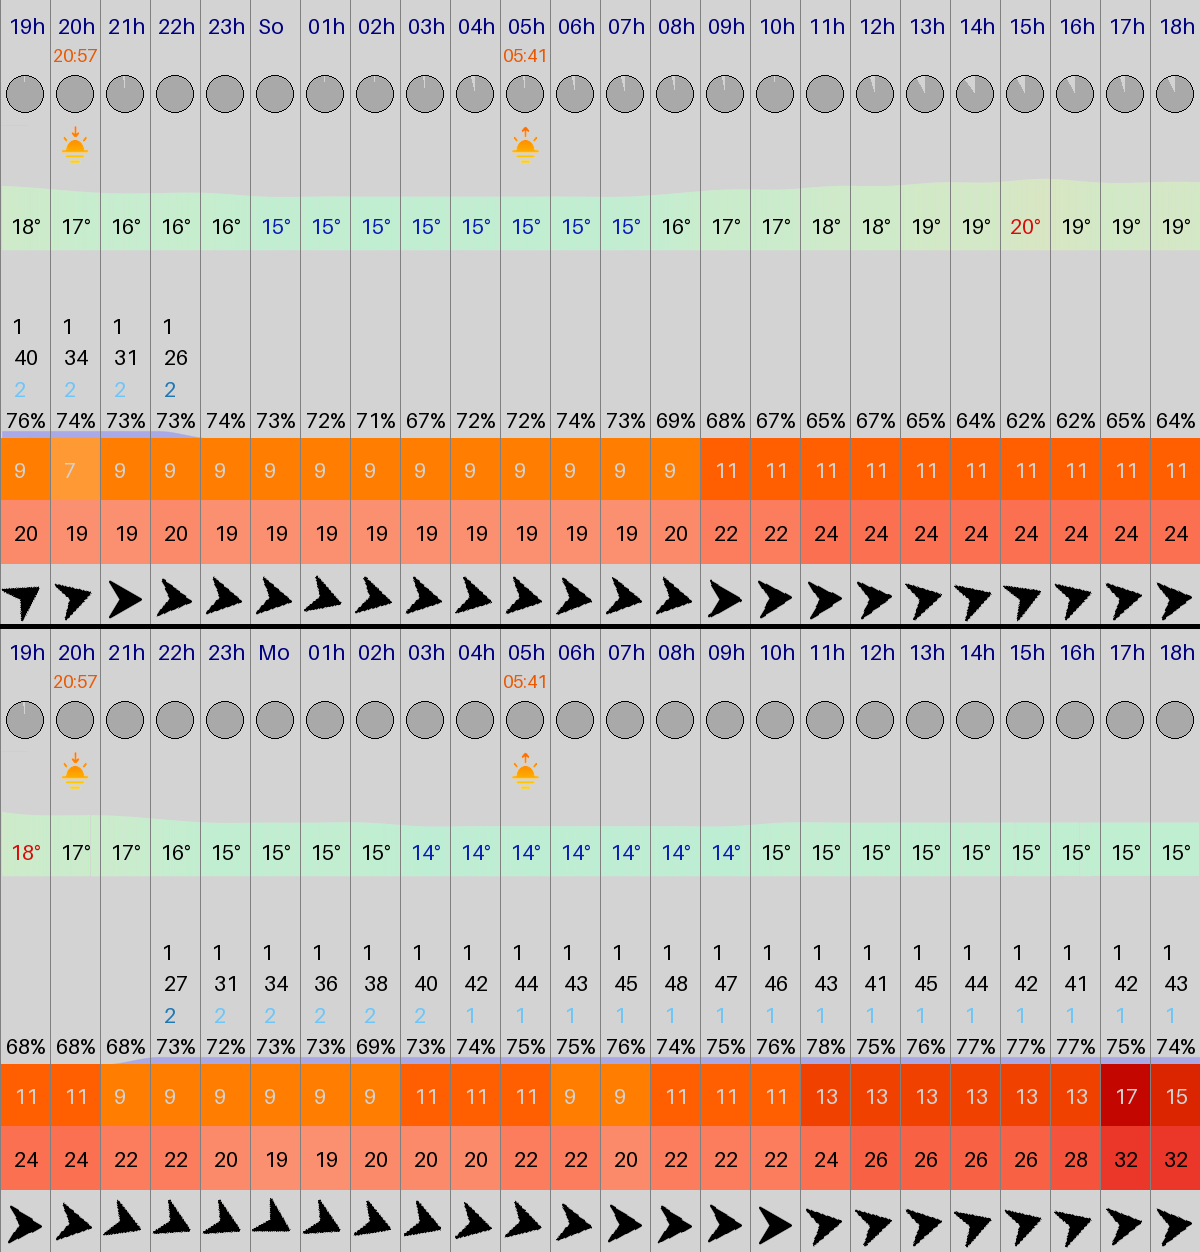 19h 20h 21h 22h 23h So 01h 02h 03h 04h 05h 06h 07h 08h 09h 10h 11h 12h 13h 14h 15h 16h 17h 18h
20:57 05:41
18° 17° 16° 16° 16° 15° 15° 15° 15° 15° 15° 15° 15° 16° 17° 17° 18° 18° 19° 19° 20° 19° 19° 19°
1 1 1 1
40 34 31 26
2 2 2 2
76% 74% 73% 73% 74% 73% 72% 71% 67% 72% 72% 74% 73% 69% 68% 67% 65% 67% 65% 64% 62% 62% 65% 64%
9 7 9 9 9 9 9 9 9 9 9 9 9 9 11 11 11 11 11 11 11 11 11 11
20 19 19 20 19 19 19 19 19 19 19 19 19 20 22 22 24 24 24 24 24 24 24 24
19h 20h 21h 22h 23h Mo 01h 02h 03h 04h 05h 06h 07h 08h 09h 10h 11h 12h 13h 14h 15h 16h 17h 18h
20:57 05:41
18° 17° 17° 16° 15° 15° 15° 15° 14° 14° 14° 14° 14° 14° 14° 15° 15° 15° 15° 15° 15° 15° 15° 15°
1 1 1 1 1 1 1 1 1 1 1 1 1 1 1 1 1 1 1 1 1
27 31 34 36 38 40 42 44 43 45 48 47 46 43 41 45 44 42 41 42 43
2 2 2 2 2 2 1 1 1 1 1 1 1 1 1 1 1 1 1 1 1
68% 68% 68% 73% 72% 73% 73% 69% 73% 74% 75% 75% 76% 74% 75% 76% 78% 75% 76% 77% 77% 77% 75% 74%
11 11 9 9 9 9 9 9 11 11 11 9 9 11 11 11 13 13 13 13 13 13 17 15
24 24 22 22 20 19 19 20 20 20 22 22 20 22 22 22 24 26 26 26 26 28 32 32